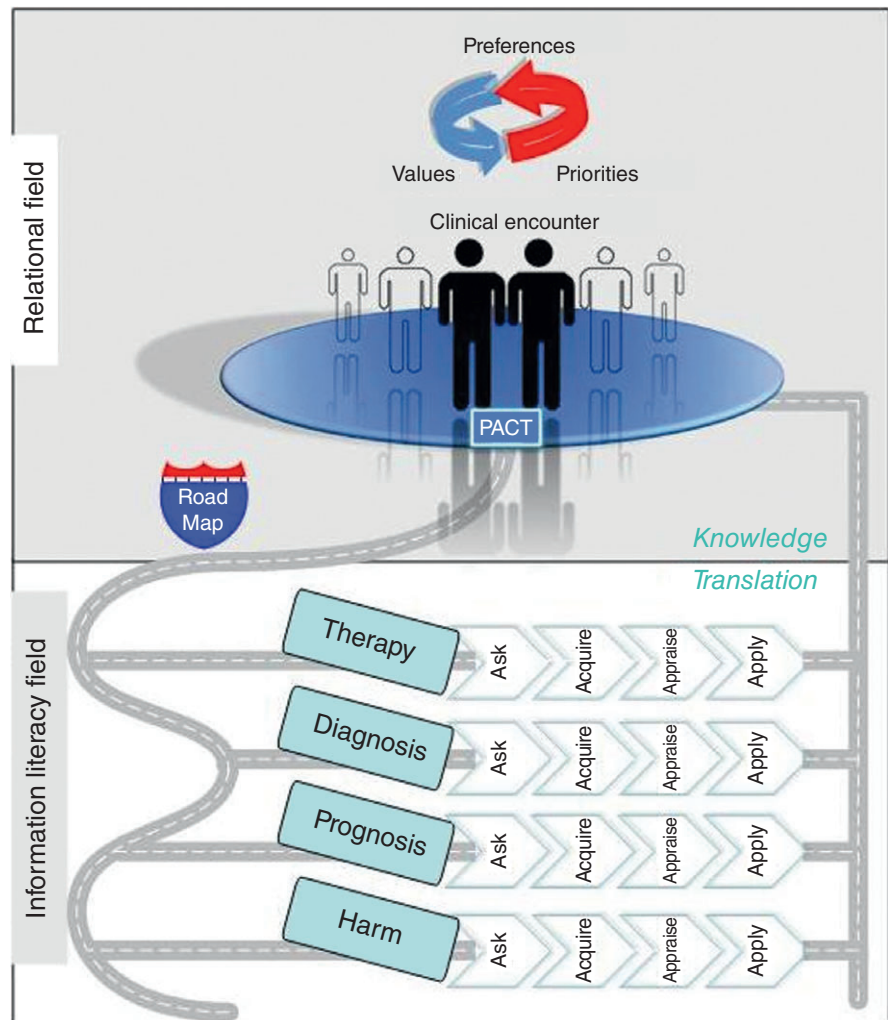 Preferences
Values
Priorities
Clinical encounter
Relational field
PACT
Road
Map
Knowledge
Translation
Information literacy field
Therapy
Ask
Acquire
Appraise
Apply
Diagnosis
Ask
Acquire
Appraise
Apply
Prognosis
Ask
Acquire
Appraise
Apply
Harm
Ask
Acquire
Appraise
Apply